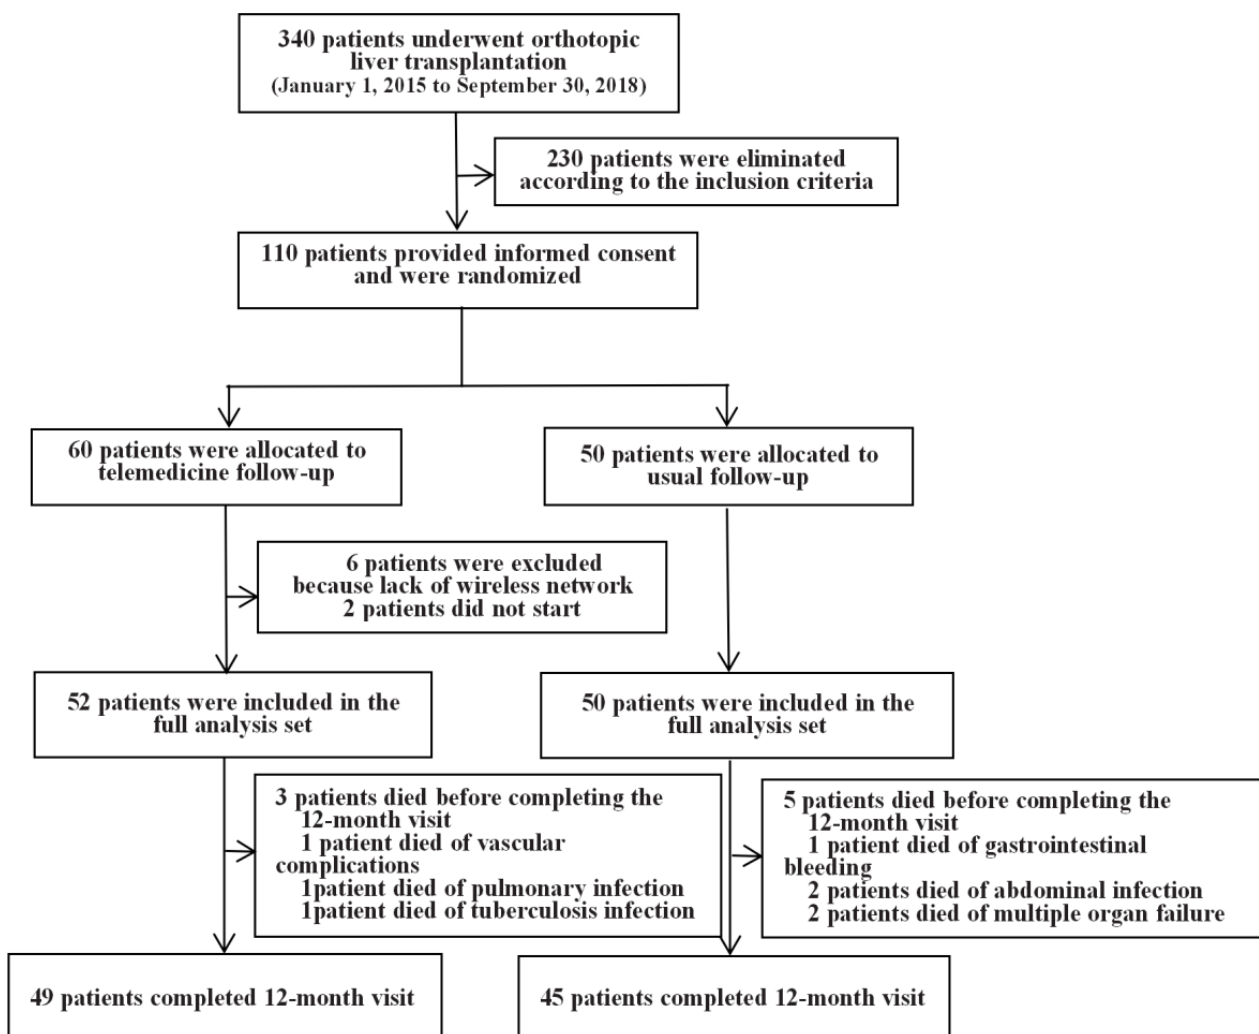 340 patients underwent orthotopic
liver transplantation
(January 1, 2015 to September 30, 2018)
230 patients were eliminated
according to the inclusion criteria
110 patients provided informed consent
and were randomized
60 patients were allocated to
telemedicine follow-up
50 patients were allocated to
usual follow-up
6 patients were excluded
because lack of wireless network
2 patients did not start
52 patients were included in the
full analysis set
50 patients were included in the
full analysis set
3 patients died before completing the
12-month visit
1 patient died of vascular
complications
1patient died of pulmonary infection
1patient died of tuberculosis infection
5 patients died before completing the
12-month visit
1 patient died of gastrointestinal
bleeding
2 patients died of abdominal infection
2 patients died of multiple organ failure
49 patients completed 12-month visit
45 patients completed 12-month visit